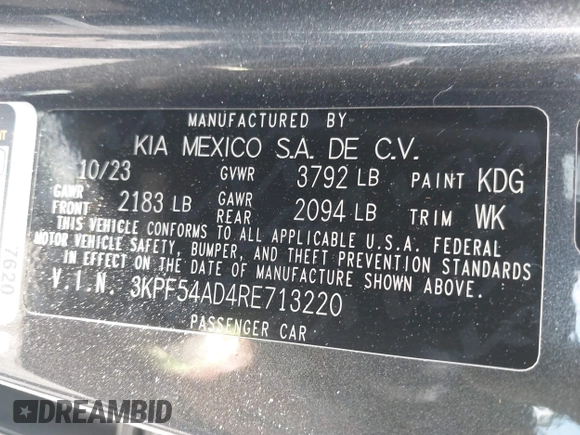 MANUFACTURED BY
KIA MEXICO S.A. DE C.V.
10/23 GVWR 3792 LB PAINT KDG
GAWR FRONT 2183 LB GAWR REAR 2094 LB TRIM WK
THIS VEHICLE CONFORMS TO ALL APPLICABLE U.S.A. FEDERAL
MOTOR VEHICLE SAFETY, BUMPER, AND THEFT PREVENTION STANDARDS
IN EFFECT ON THE DATE OF MANUFACTURE SHOWN ABOVE.
V.I.N. 3KPF54AD4RE713220
PASSENGER CAR
7620
DREAMBID